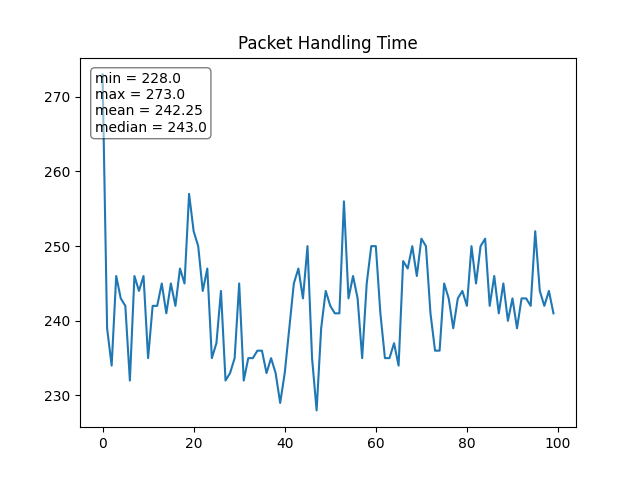 Packet Handling Time
min = 228.0
max = 273.0
mean = 242.25
median = 243.0
270
260
250
240
230
0 20 40 60 80 100